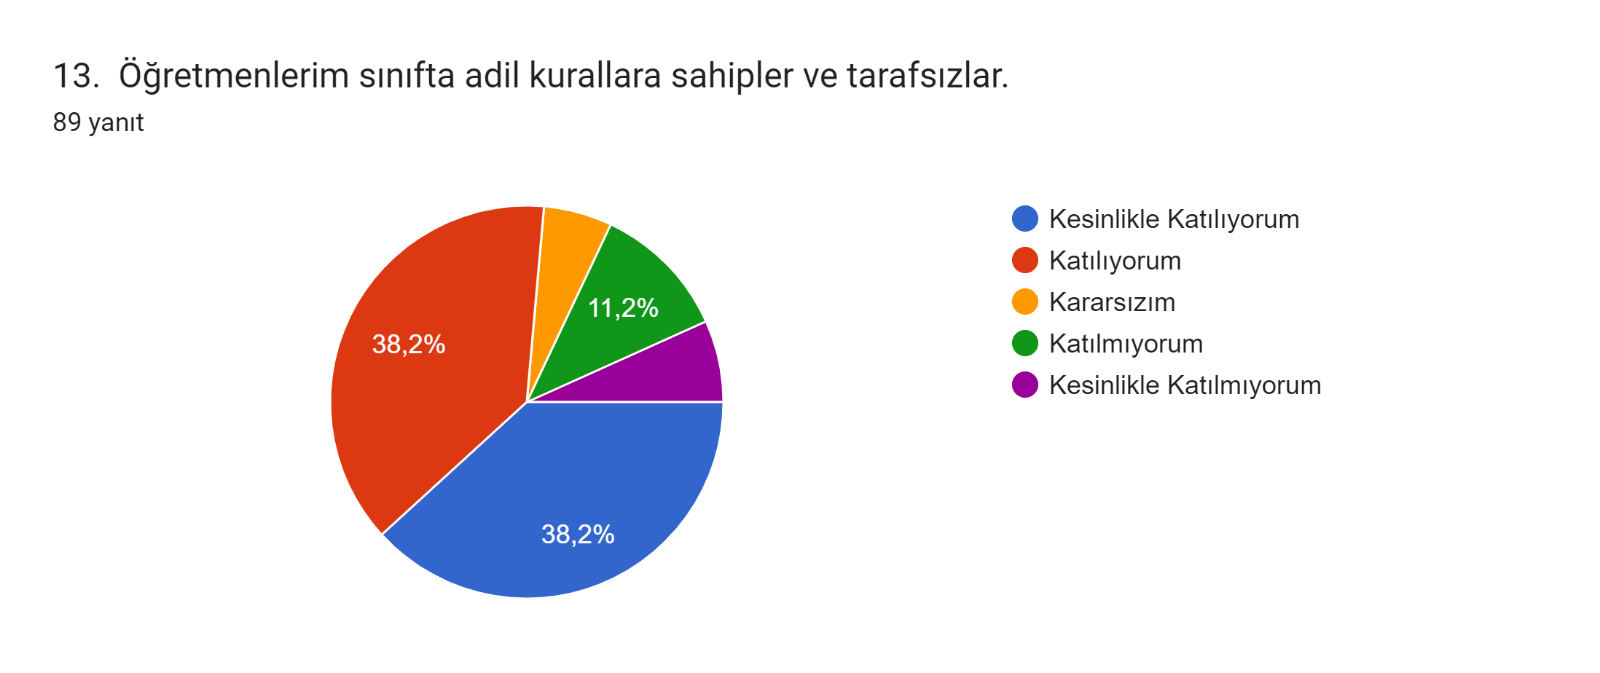 13.  Öğretmenlerim sınıfta adil kurallara sahipler ve tarafsızlar.
89 yanıt
Kesinlikle Katılıyorum
Katılıyorum
Kararsızım
Katılmıyorum
Kesinlikle Katılmıyorum
11,2%
38,2%
38,2%